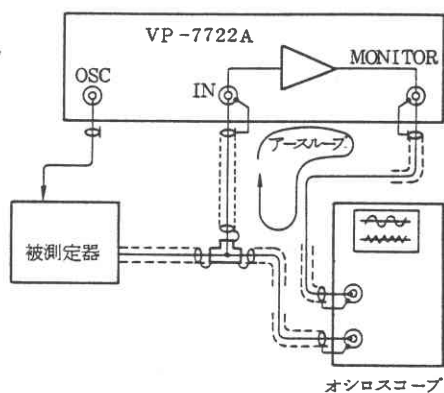 VP-7722A
OSC
IN
MONITOR
アースループ
被測定器
オシロスコープ